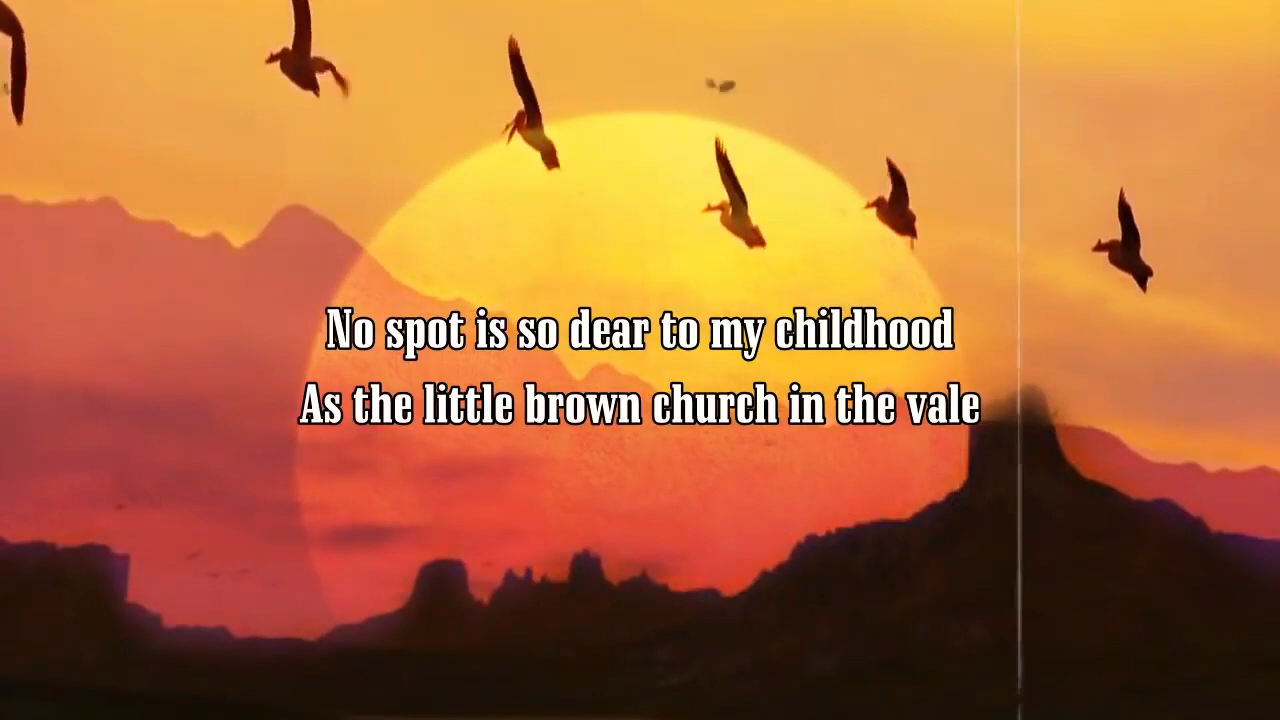 No spot is so dear to my childhood
As the little brown church in the vale